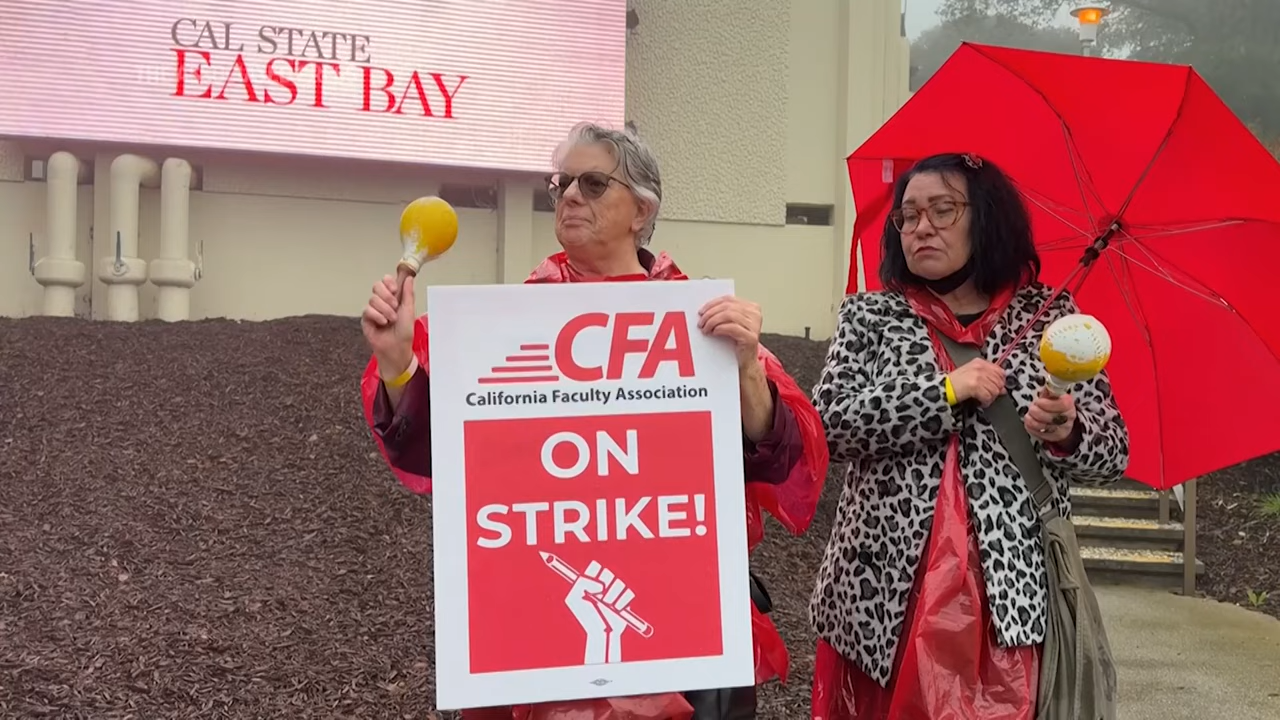 CAL STATE
EAST BAY
CFA
California Faculty Association
ON
STRIKE!